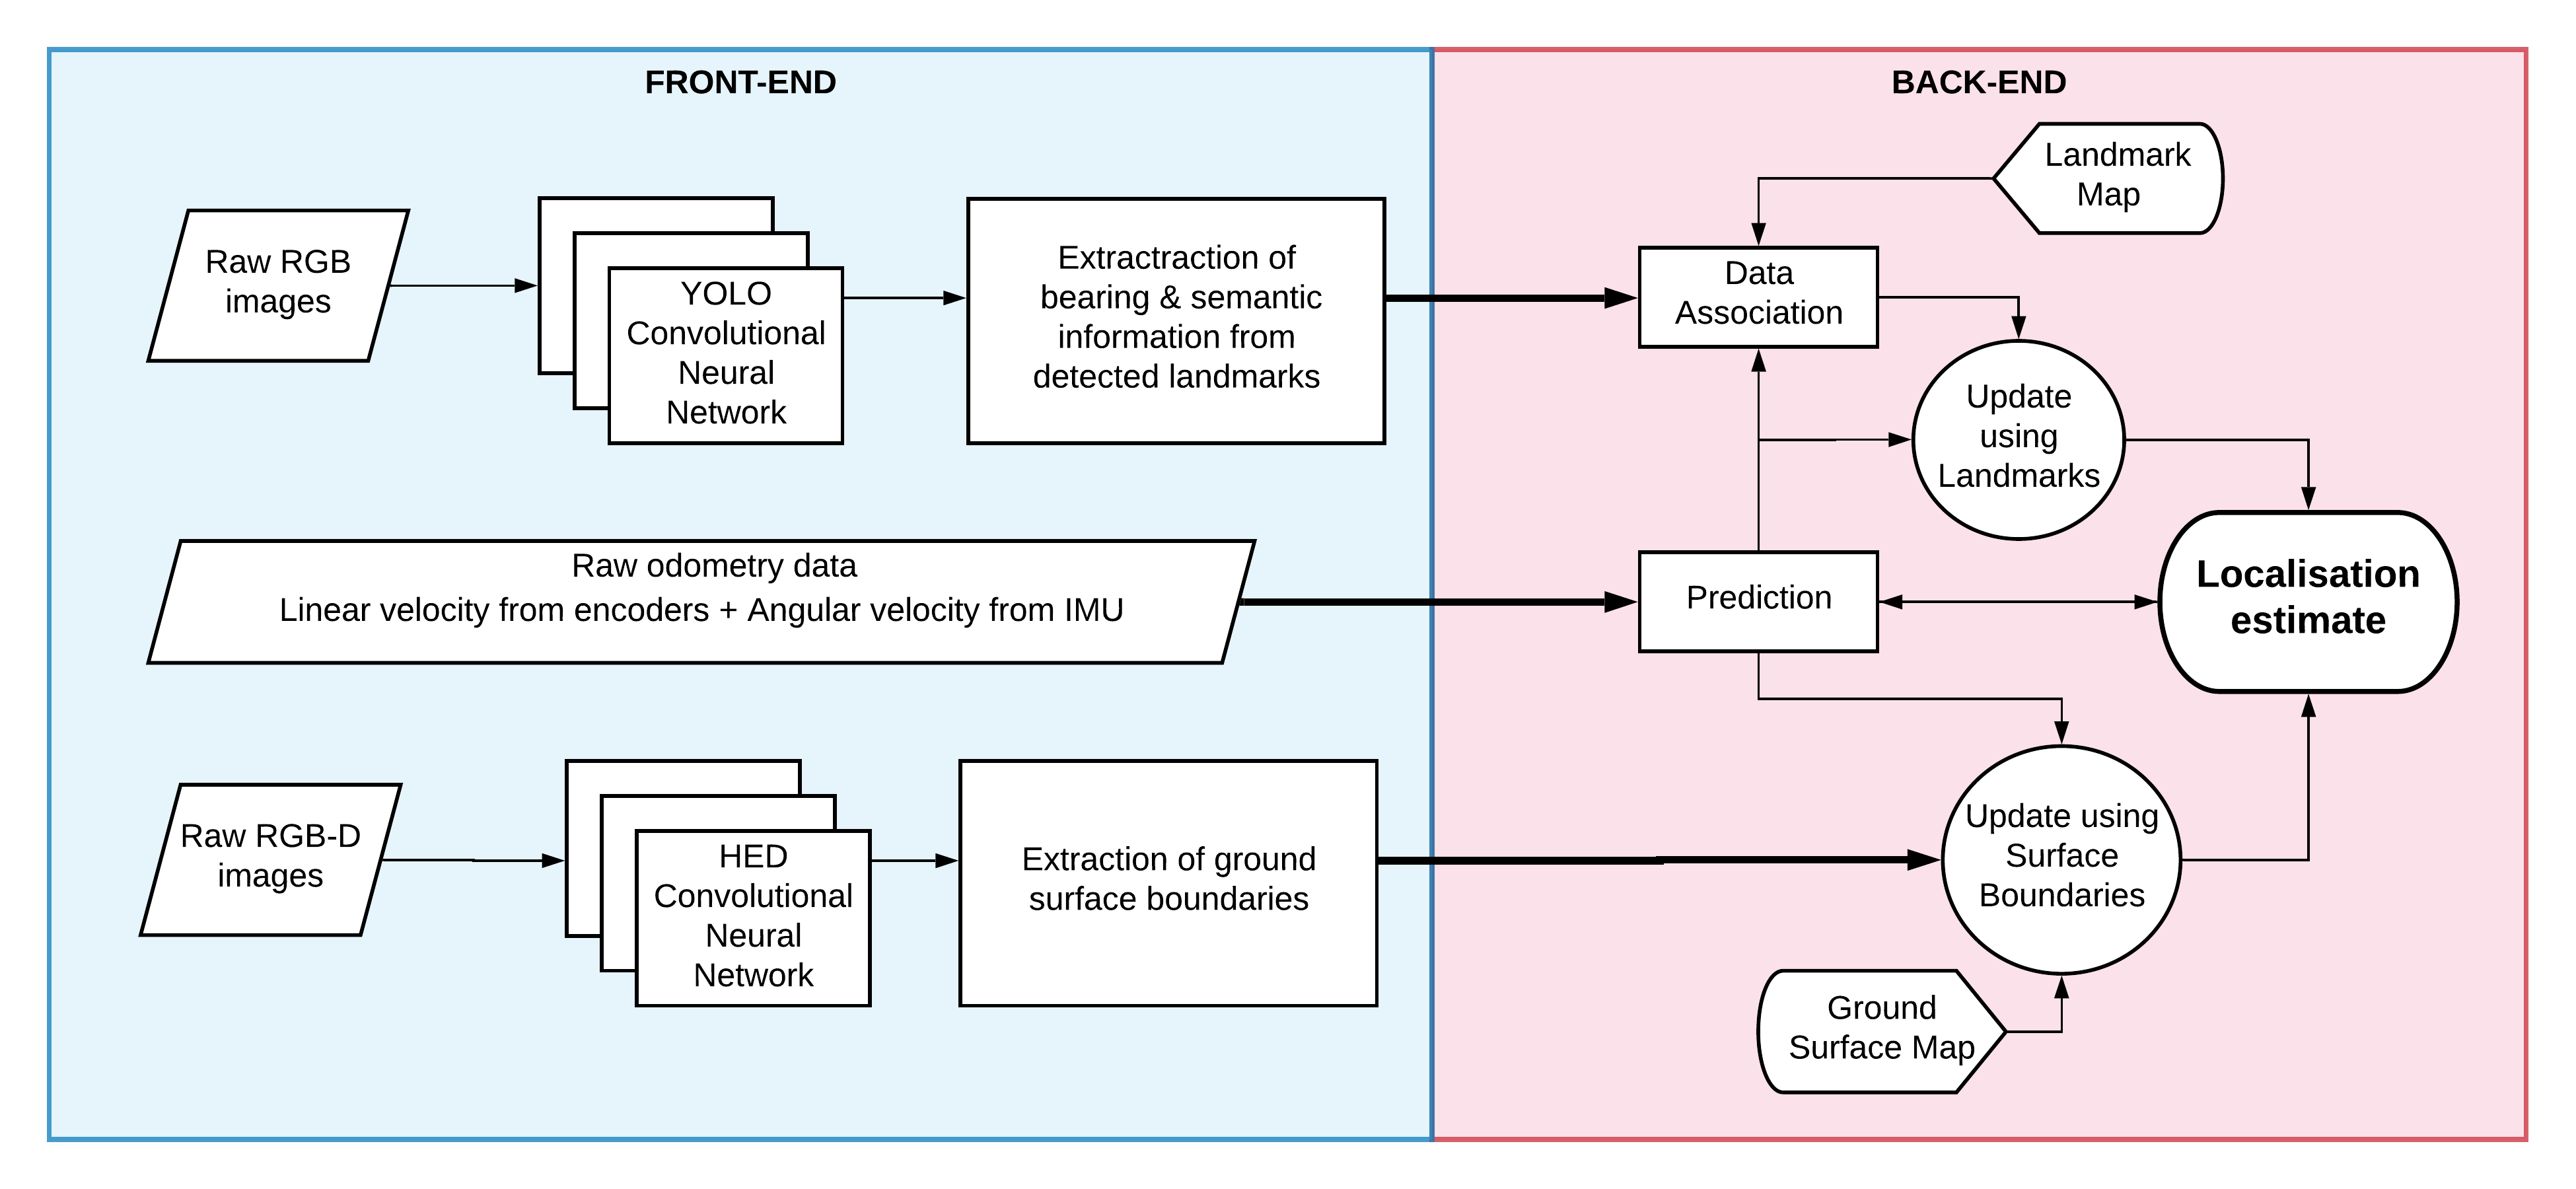 FRONT-END
BACK-END
Raw RGB
images
YOLO
Convolutional
Neural
Network
Extractraction of
bearing & semantic
information from
detected landmarks
Landmark
Map
Data
Association
Update
using
Landmarks
Raw odometry data
Linear velocity from encoders + Angular velocity from IMU
Prediction
Localisation
estimate
Raw RGB-D
images
HED
Convolutional
Neural
Network
Extraction of ground
surface boundaries
Update using
Surface
Boundaries
Ground
Surface Map